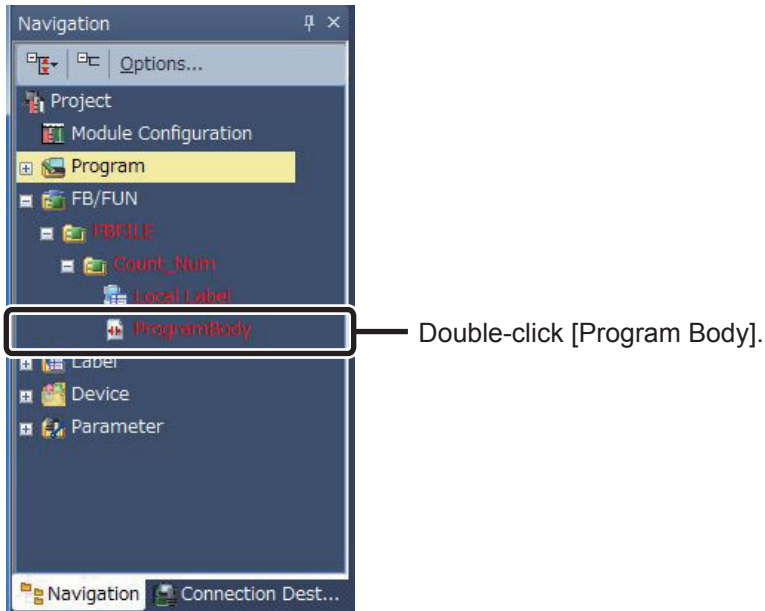 Navigation
Options...
Project
Module Configuration
Program
FB/FUN
FBFILE
Count_Num
Local Label
ProgramBody
Double-click [Program Body].
Label
Device
Parameter
Navigation Connection Dest...